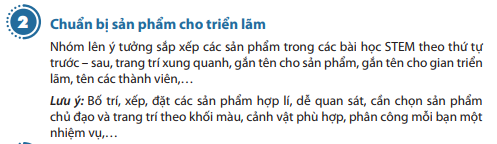 2 Chuẩn bị sản phẩm cho triển lãm
Nhóm lên ý tưởng sắp xếp các sản phẩm trong các bài học STEM theo thứ tự
trước – sau, trang trí xung quanh, gắn tên cho sản phẩm, gắn tên cho gian triển
lãm, tên các thành viên,…
Lưu ý: Bố trí, xếp, đặt các sản phẩm hợp lí, dễ quan sát, cần chọn sản phẩm
chủ đạo và trang trí theo khối màu, cảnh vật phù hợp, phân công mỗi bạn một
nhiệm vụ,…